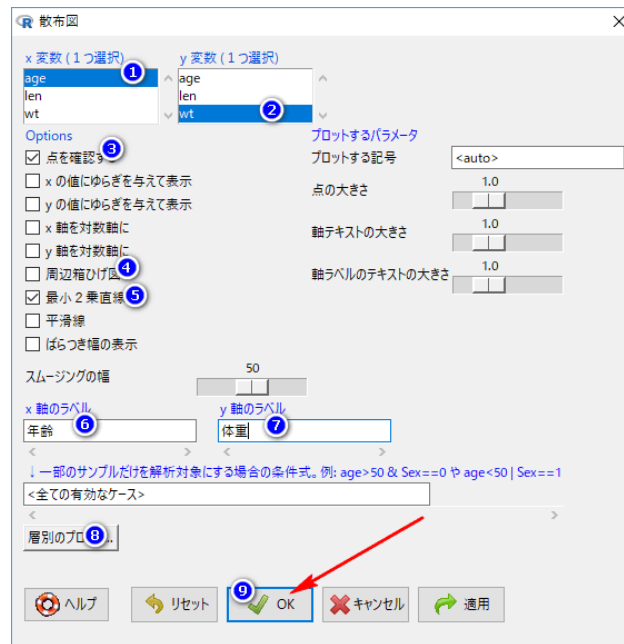 散布図
x 変数 (1つ選択) y 変数 (1つ選択)
age age
len len
wt wt
1
2
Options プロットするパラメータ
3
点を確認す プロットする記号 <auto>
x の値にゆらぎを与えて表示 点の大きさ 1.0
y の値にゆらぎを与えて表示
x 軸を対数軸に 軸テキストの大きさ 1.0
y 軸を対数軸に
周辺箱ひげ図 4 軸ラベルのテキストの大きさ 1.0
最小2乗直線 5
平滑線
ばらつき幅の表示
スムージングの幅 50
x 軸のラベル y 軸のラベル
年齢 6 体重 7
↓一部のサンプルだけを解析対象にする場合の条件式。例: age>50 & Sex==0 や age<50 | Sex==1
<全ての有効なケース>
層別のプロ 8 ..
9
ヘルプ リセット OK キャンセル 適用